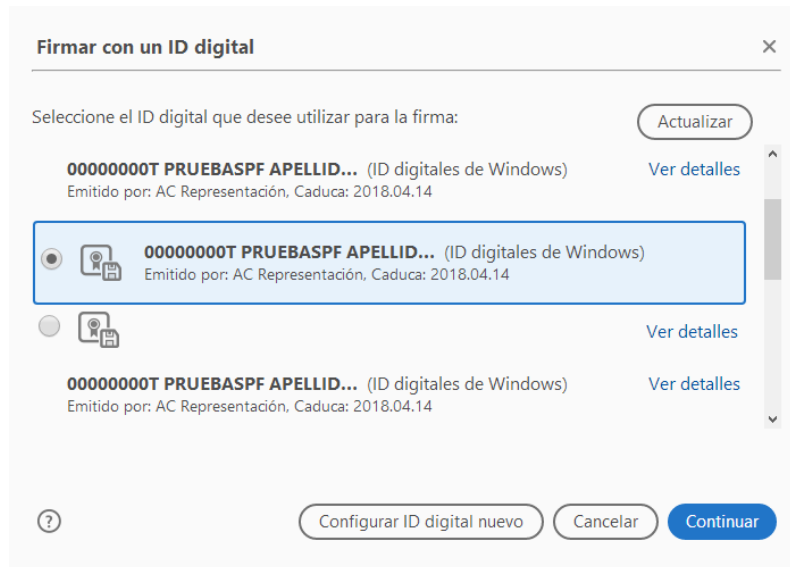 Firmar con un ID digital
Seleccione el ID digital que desee utilizar para la firma:
Actualizar
00000000T PRUEBASPF APELLID... (ID digitales de Windows) Ver detalles
Emitido por: AC Representación, Caduca: 2018.04.14
00000000T PRUEBASPF APELLID... (ID digitales de Windows)
Emitido por: AC Representación, Caduca: 2018.04.14
Ver detalles
00000000T PRUEBASPF APELLID... (ID digitales de Windows) Ver detalles
Emitido por: AC Representación, Caduca: 2018.04.14
? Configurar ID digital nuevo Cancelar Continuar